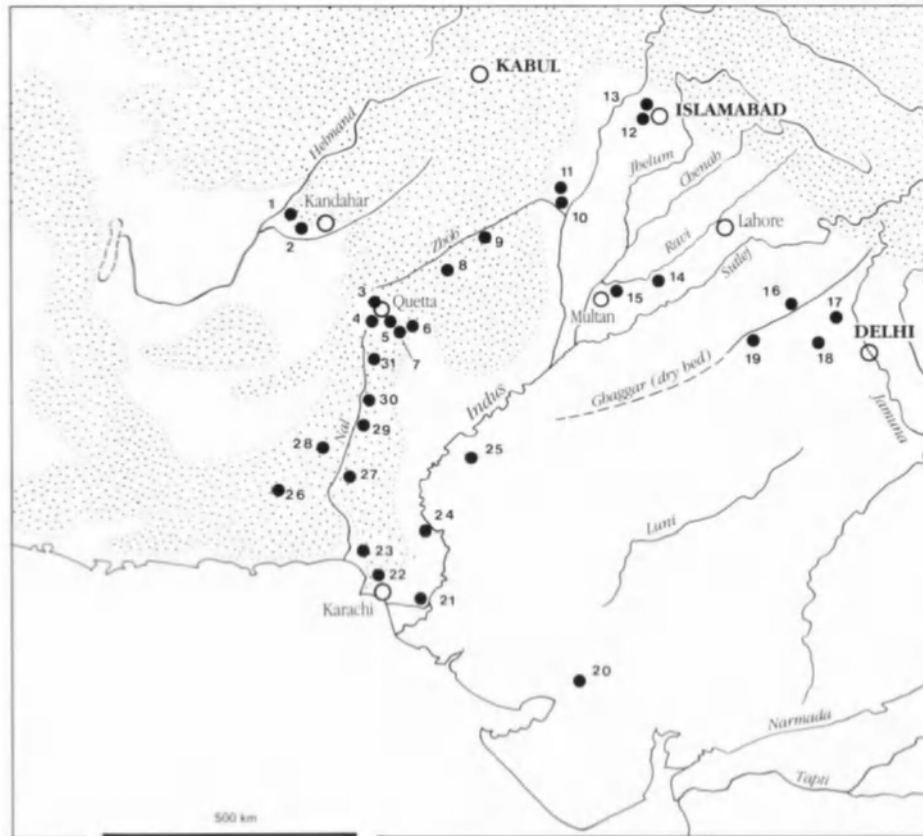 KABUL
13
ISLAMABAD
12
Helmand
Jhelum
Chenab
11
1
Kandahar
10
2
Lahore
Zhob
9
Ravi
8
Sutlej
14
3
Quetta
15
16
Multan
17
4
5
6
7
DELHI
19
18
31
Ghaggar (dry bed)
Indus
Jamuna
30
29
Nal
28
25
27
26
24
Luni
23
22
21
Karachi
20
Narmada
Tapti
500 km